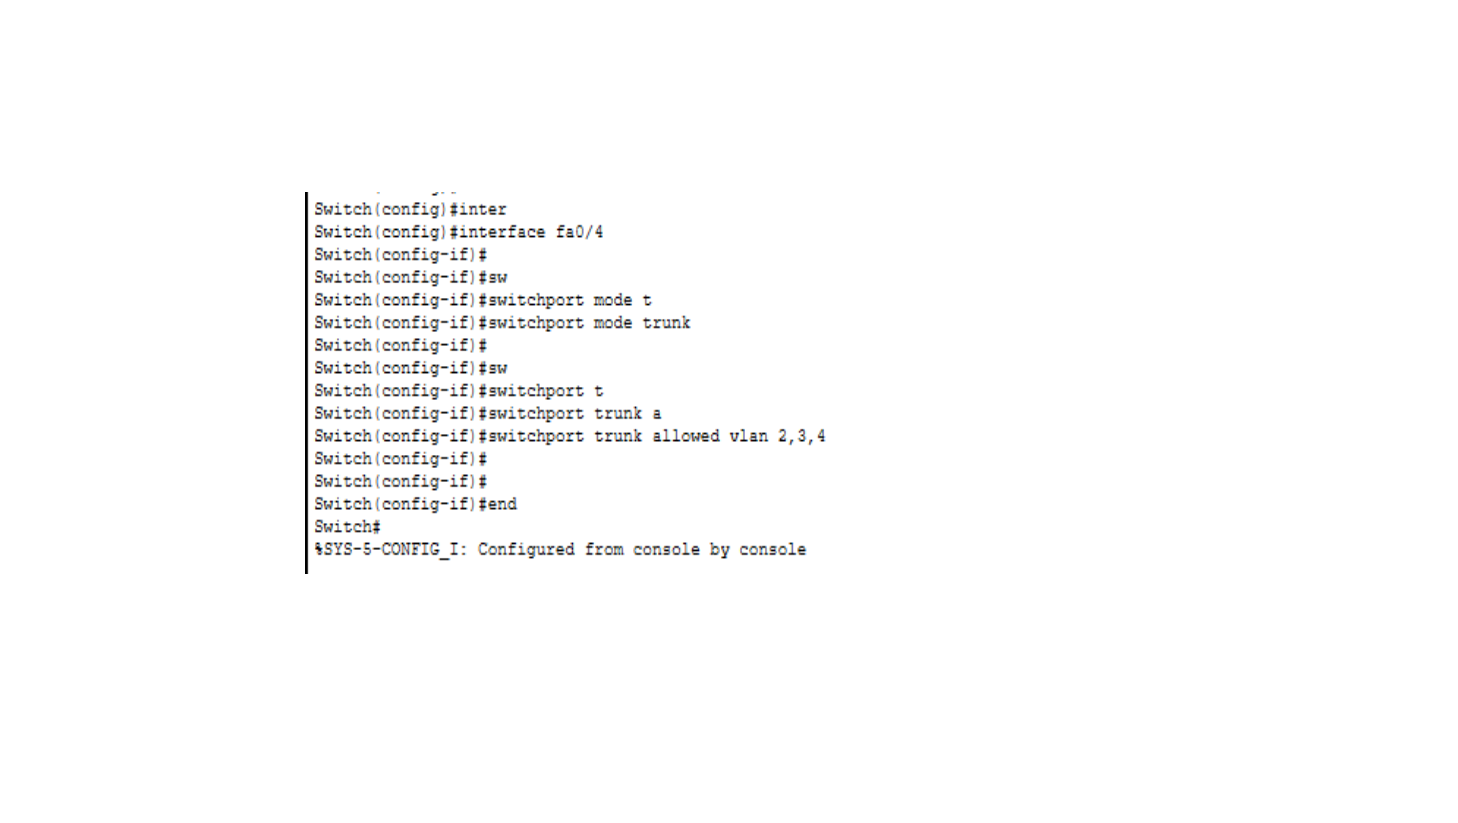 Switch(config)#inter
Switch(config)#interface fa0/4
Switch(config-if)#
Switch(config-if)#sw
Switch(config-if)#switchport mode t
Switch(config-if)#switchport mode trunk
Switch(config-if)#
Switch(config-if)#sw
Switch(config-if)#switchport t
Switch(config-if)#switchport trunk a
Switch(config-if)#switchport trunk allowed vlan 2,3,4
Switch(config-if)#
Switch(config-if)#
Switch(config-if)#end
Switch#
%SYS-5-CONFIG_I: Configured from console by console